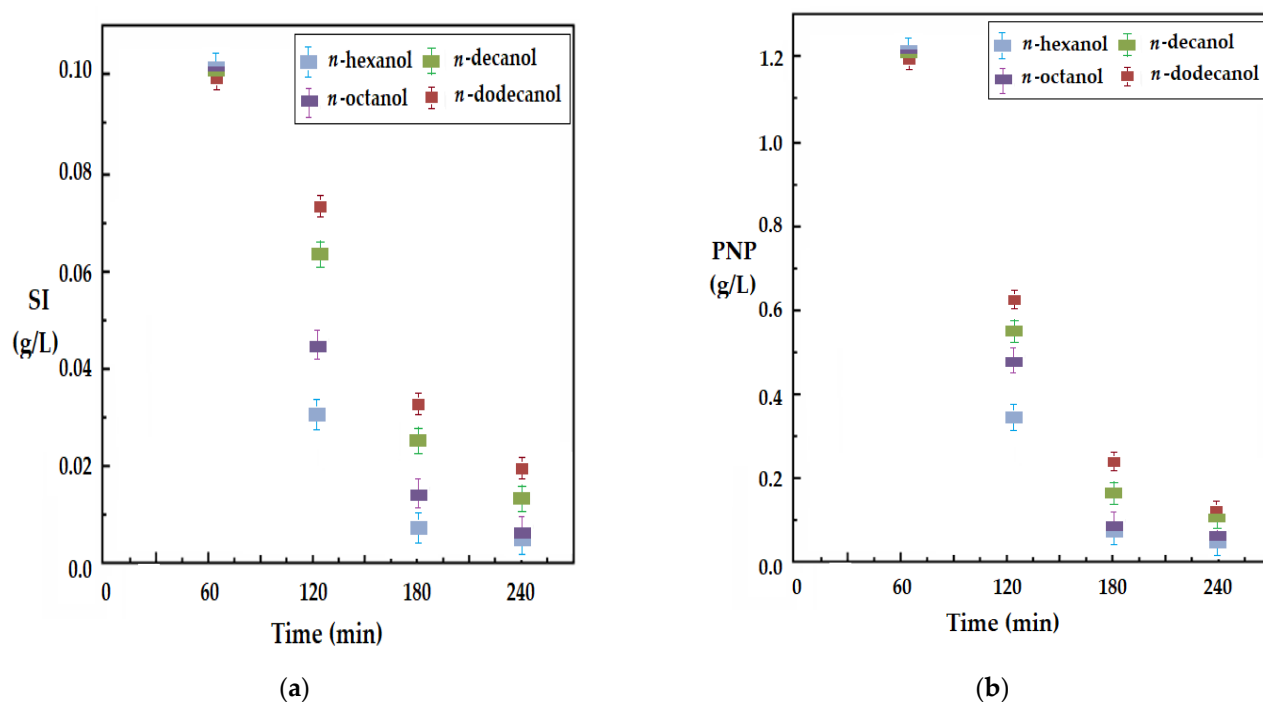 n-hexanol n-decanol
n-octanol n-dodecanol
0.10
0.08
0.06
SI
(g/L)
0.04
0.02
0.0
0 60 120 180 240
Time (min)
(a)
n-hexanol n-decanol
n-octanol n-dodecanol
1.2
1.0
0.8
PNP
(g/L)
0.6
0.4
0.2
0.0
0 60 120 180 240
Time (min)
(b)